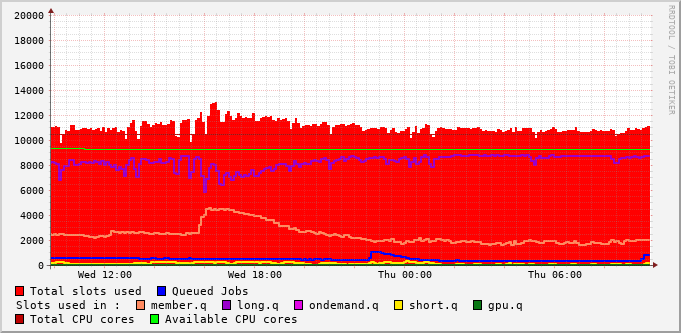 RRDTOOL / TOBI OETIKER
20000
18000
16000
14000
12000
10000
8000
6000
4000
2000
0
Wed 12:00 Wed 18:00 Thu 00:00 Thu 06:00
Total slots used Queued Jobs
Slots used in : member.q long.q ondemand.q short.q gpu.q
Total CPU cores Available CPU cores